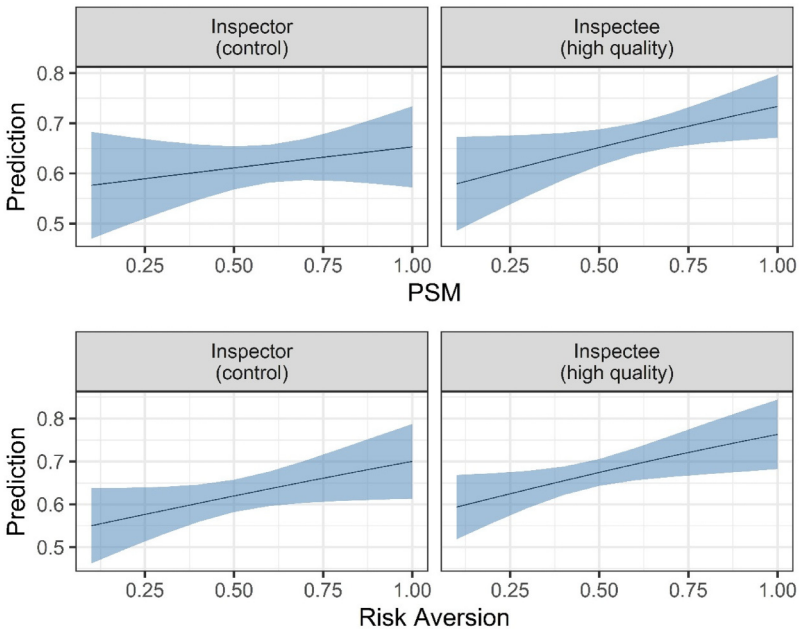 Inspector
(control)
Inspectee
(high quality)
Prediction
0.8
0.7
0.6
0.5
0.25
0.50
0.75
1.00
0.25
0.50
0.75
1.00
PSM
Inspector
(control)
Inspectee
(high quality)
Prediction
0.8
0.7
0.6
0.5
0.25
0.50
0.75
1.00
0.25
0.50
0.75
1.00
Risk Aversion